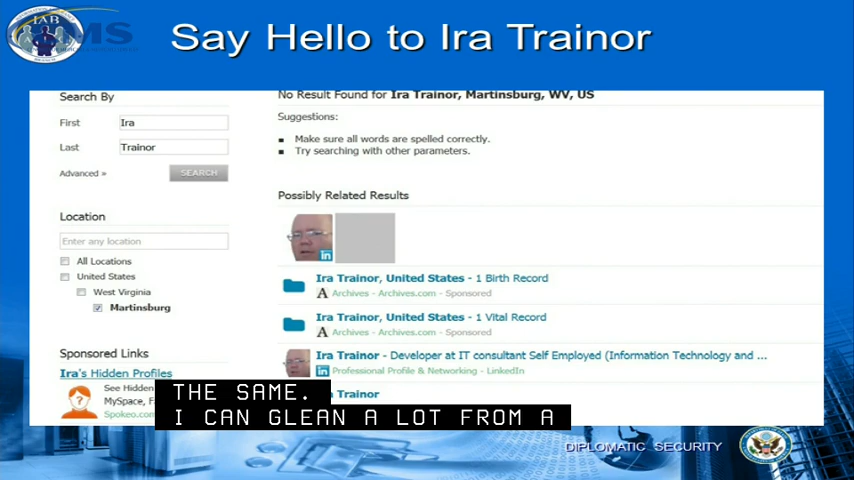 IAB
MS
Say Hello to Ira Trainor
Search By
First
Ira
Last
Trainor
Advanced »
SEARCH
Location
Enter any location
All Locations
United States
West Virginia
Martinsburg
Sponsored Links
Ira's Hidden Profiles
See Hidden
MySpace, F
Spokeo.com
No Result Found for Ira Trainor, Martinsburg, WV, US
Suggestions:
Make sure all words are spelled correctly.
Try searching with other parameters.
Possibly Related Results
in
Ira Trainor, United States - 1 Birth Record
A Archives - Archives.com - Sponsored
Ira Trainor, United States - 1 Vital Record
A Archives - Archives.com - Sponsored
Ira Trainor - Developer at IT consultant Self Employed (Information Technology and ...
in Professional Profile & Networking - LinkedIn
Trainor
THE SAME.
I CAN GLEAN A LOT FROM A
DIPLOMATIC SECURITY